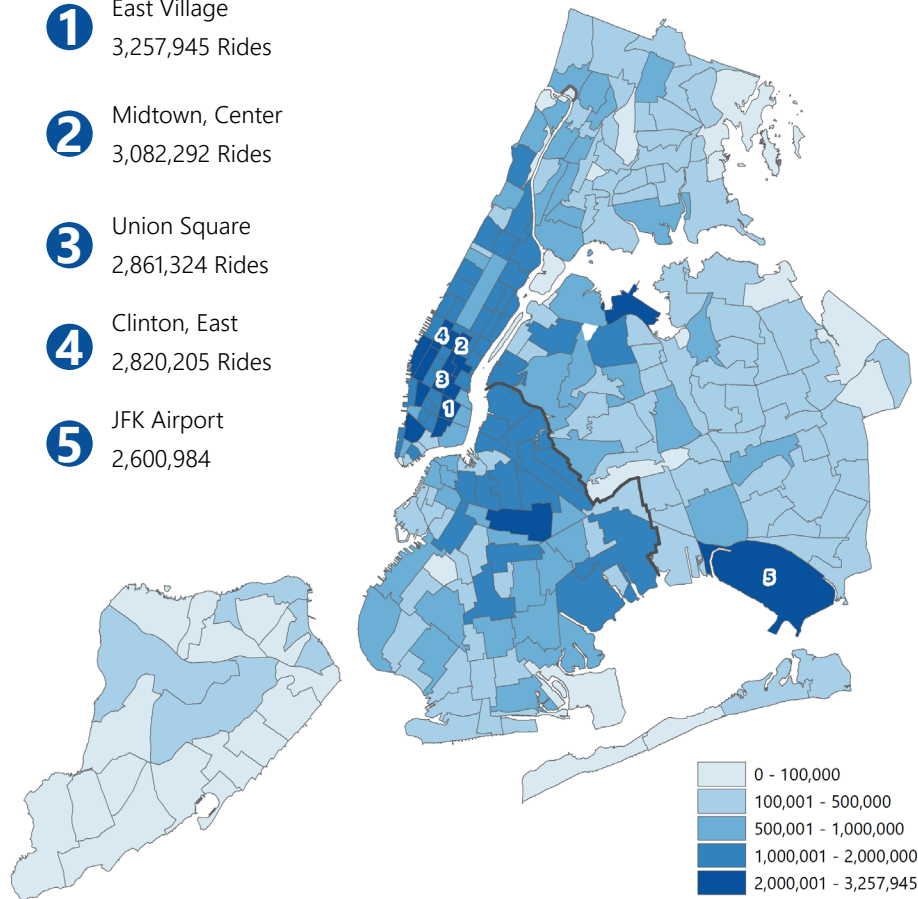 1
East Village
3,257,945 Rides
2
Midtown, Center
3,082,292 Rides
3
Union Square
2,861,324 Rides
4
Clinton, East
2,820,205 Rides
5
JFK Airport
2,600,984
4
2
3
1
5
0 - 100,000
100,001 - 500,000
500,001 - 1,000,000
1,000,001 - 2,000,000
2,000,001 - 3,257,945